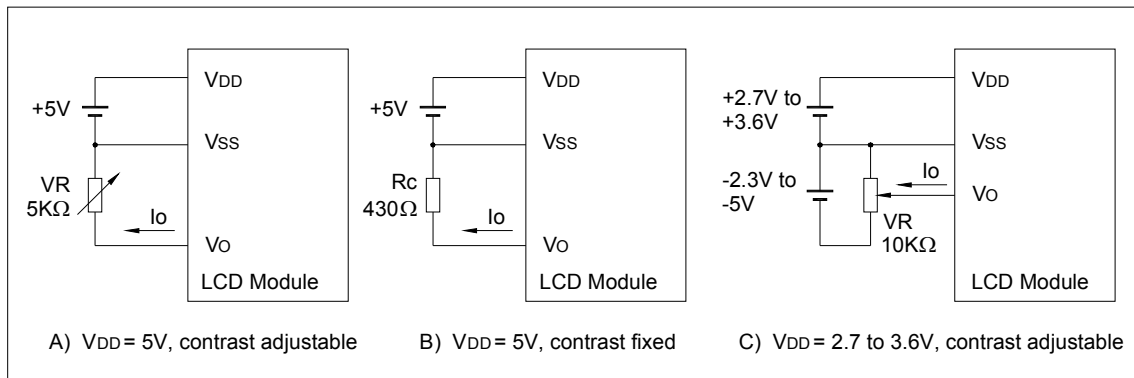 VDD
+5V
VSS
VR
5KΩ
Io
VO
LCD Module
A) VDD = 5V, contrast adjustable
VDD
+5V
VSS
Rc
430Ω
Io
VO
LCD Module
B) VDD = 5V, contrast fixed
VDD
+2.7V to
+3.6V
VSS
-2.3V to
-5V
Io
VO
VR
10KΩ
LCD Module
C) VDD = 2.7 to 3.6V, contrast adjustable